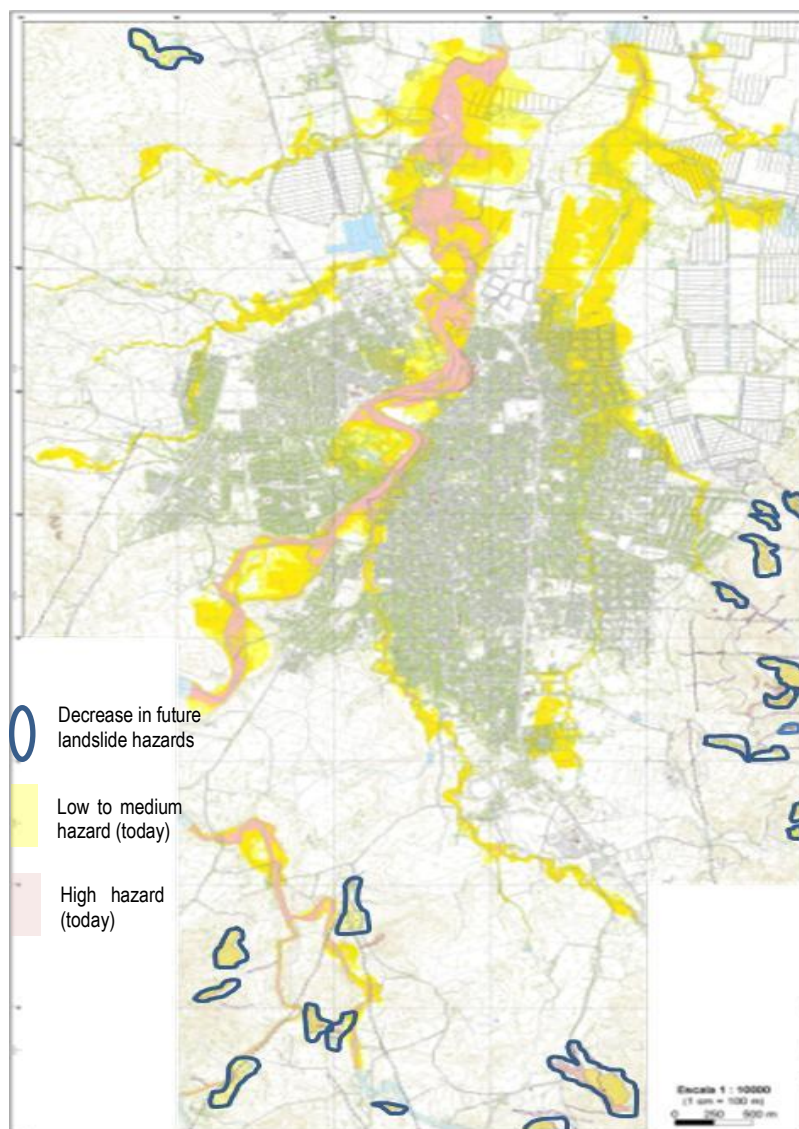 Decrease in future
landslide hazards
Low to medium
hazard (today)
High hazard
(today)
Escala 1 : 10000
(1 cm = 100 m)
0 250 500 m